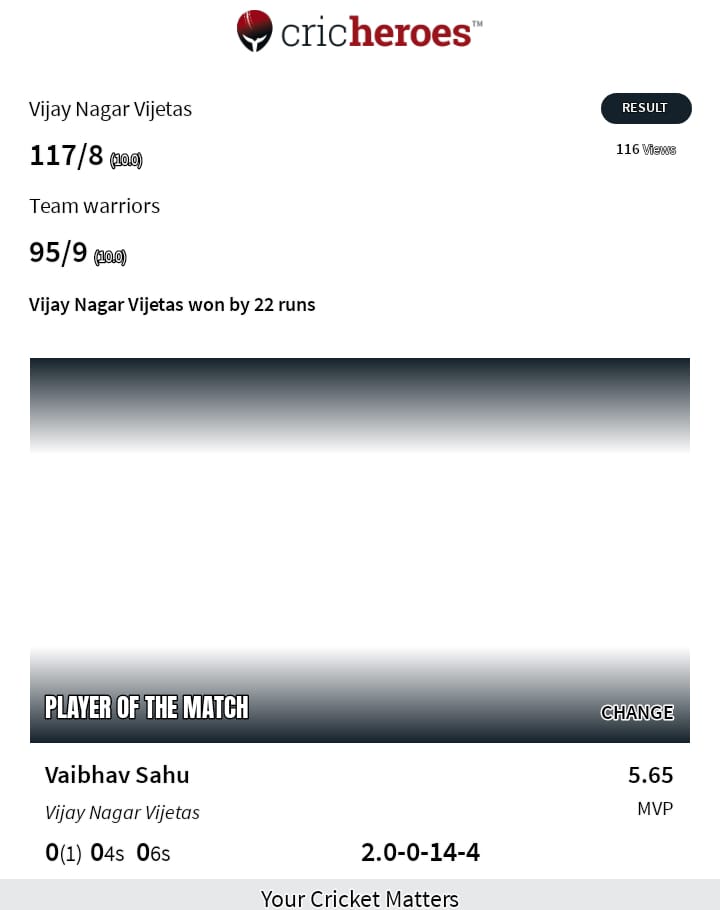 cricheroes™
Vijay Nagar Vijetas
RESULT
117/8 (10.0)
116 Views
Team warriors
95/9 (10.0)
Vijay Nagar Vijetas won by 22 runs
PLAYER OF THE MATCH
CHANGE
Vaibhav Sahu
5.65
Vijay Nagar Vijetas
MVP
0(1) 04s 06s
2.0-0-14-4
Your Cricket Matters